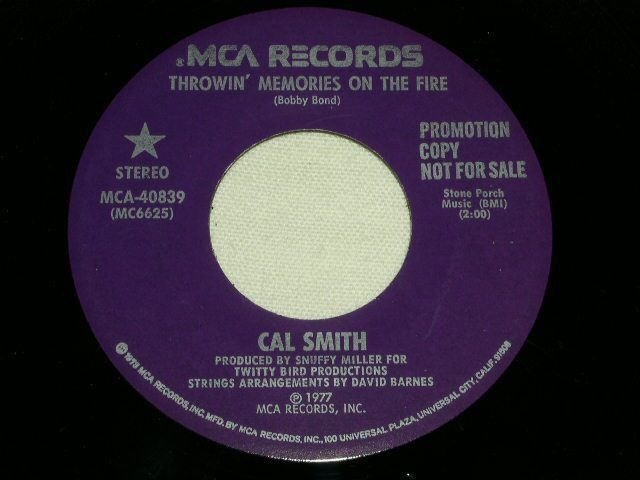 MCA RECORDS
THROWIN' MEMORIES ON THE FIRE
(Bobby Bond)
STEREO
MCA-40839
(MC6625)
PROMOTION
COPY
NOT FOR SALE
Stone Porch
Music (BMI)
(2:00)
CAL SMITH
PRODUCED BY SNUFFY MILLER FOR
TWITTY BIRD PRODUCTIONS
STRINGS ARRANGEMENTS BY DAVID BARNES
℗ 1977
MCA RECORDS, INC.
© 1973 MCA RECORDS, INC. MFD. BY MCA RECORDS, INC., 100 UNIVERSAL PLAZA, UNIVERSAL CITY, CALIF. 91608